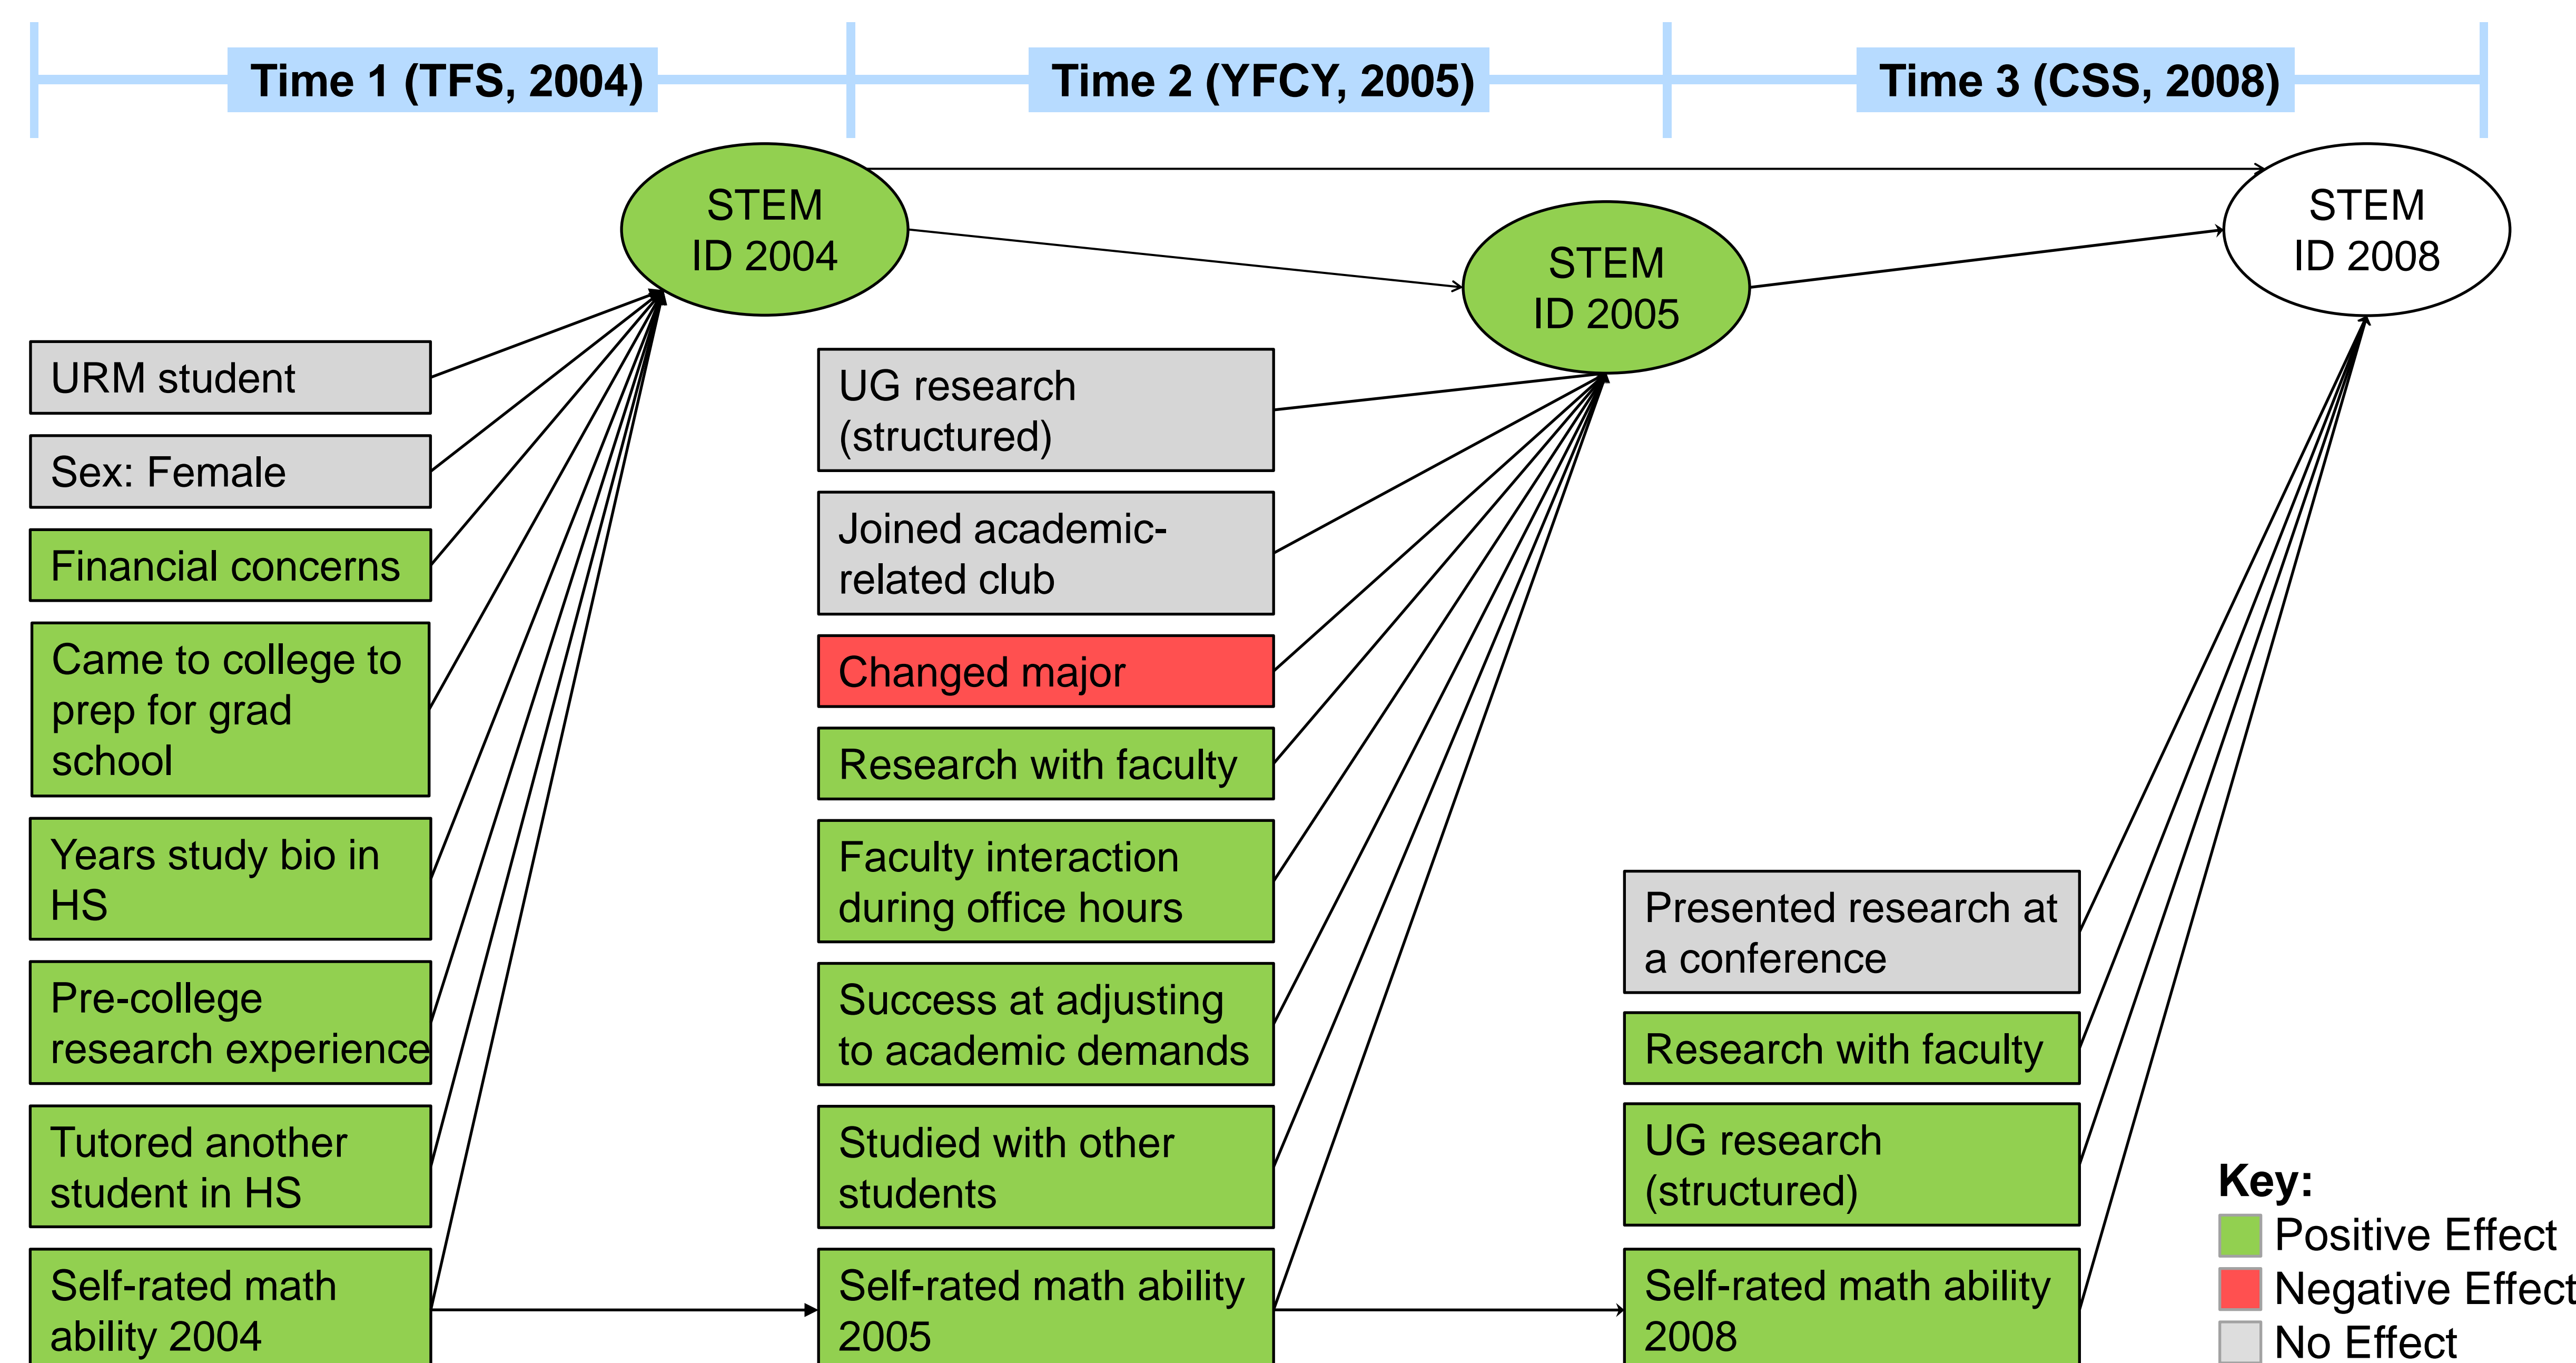 Time 1 (TFS, 2004)
Time 2 (YFCY, 2005)
Time 3 (CSS, 2008)
STEM
ID 2004
STEM
ID 2005
STEM
ID 2008
URM student
Sex: Female
Financial concerns
Came to college to
prep for grad
school
Years study bio in
HS
Pre-college
research experience
Tutored another
student in HS
Self-rated math
ability 2004
UG research
(structured)
Joined academic-
related club
Changed major
Research with faculty
Faculty interaction
during office hours
Success at adjusting
to academic demands
Studied with other
students
Self-rated math ability
2005
Presented research at
a conference
Research with faculty
UG research
(structured)
Self-rated math ability
2008
Key:
Positive Effect
Negative Effect
No Effect